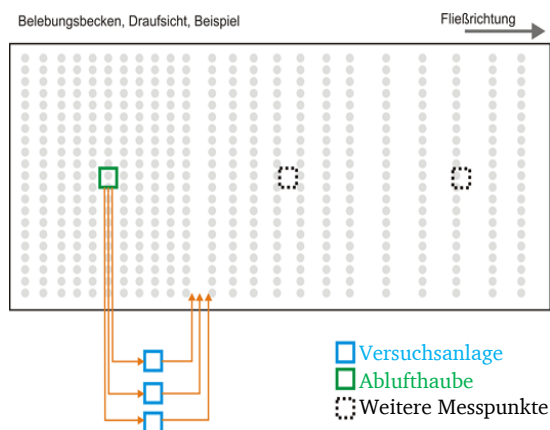 Belebungsbecken, Draufsicht, Beispiel
Fließrichtung
Versuchsanlage
Ablufthaube
Weitere Messpunkte